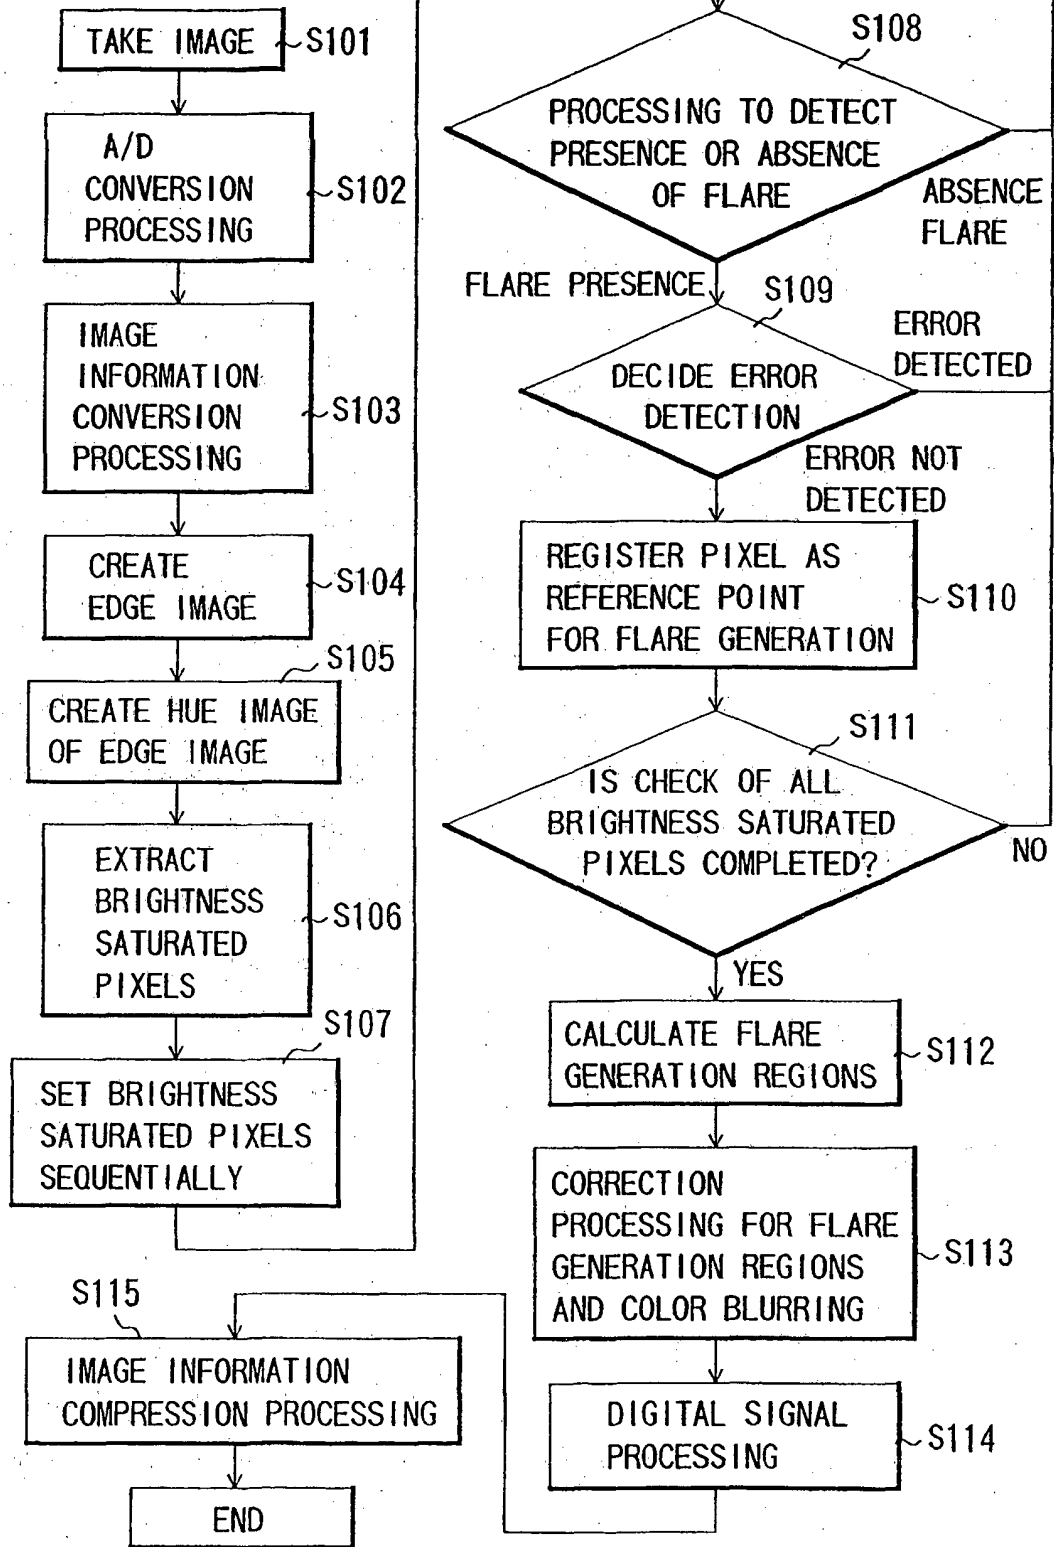 TAKE IMAGE
S101
A/D
CONVERSION
PROCESSING
S102
IMAGE
INFORMATION
CONVERSION
PROCESSING
S103
CREATE
EDGE IMAGE
S104
S105
CREATE HUE IMAGE
OF EDGE IMAGE
EXTRACT
BRIGHTNESS
SATURATED
PIXELS
S106
S107
SET BRIGHTNESS
SATURATED PIXELS
SEQUENTIALLY
S108
PROCESSING TO DETECT
PRESENCE OR ABSENCE
OF FLARE
ABSENCE
FLARE
FLARE PRESENCE
S109
DECIDE ERROR
DETECTION
ERROR
DETECTED
ERROR NOT
DETECTED
REGISTER PIXEL AS
REFERENCE POINT
FOR FLARE GENERATION
S110
S111
IS CHECK OF ALL
BRIGHTNESS SATURATED
PIXELS COMPLETED?
NO
YES
CALCULATE FLARE
GENERATION REGIONS
S112
CORRECTION
PROCESSING FOR FLARE
GENERATION REGIONS
AND COLOR BLURRING
S113
DIGITAL SIGNAL
PROCESSING
S114
S115
IMAGE INFORMATION
COMPRESSION PROCESSING
END